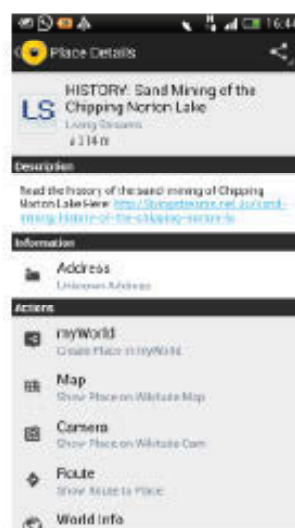 16:44
Place Details
HISTORY: Sand Mining of the
LS Chipping Norton Lake
Living Streams
Description
Read the history of the sand mining of Chipping
Norton Lake Here:
Information
Address
Unknown Address
Actions
myWorld
Create Place in myWorld
Map
Show Place on Wikitude Map
Camera
Show Place on Wikitude Cam
Route
Show Route to Place
World Info